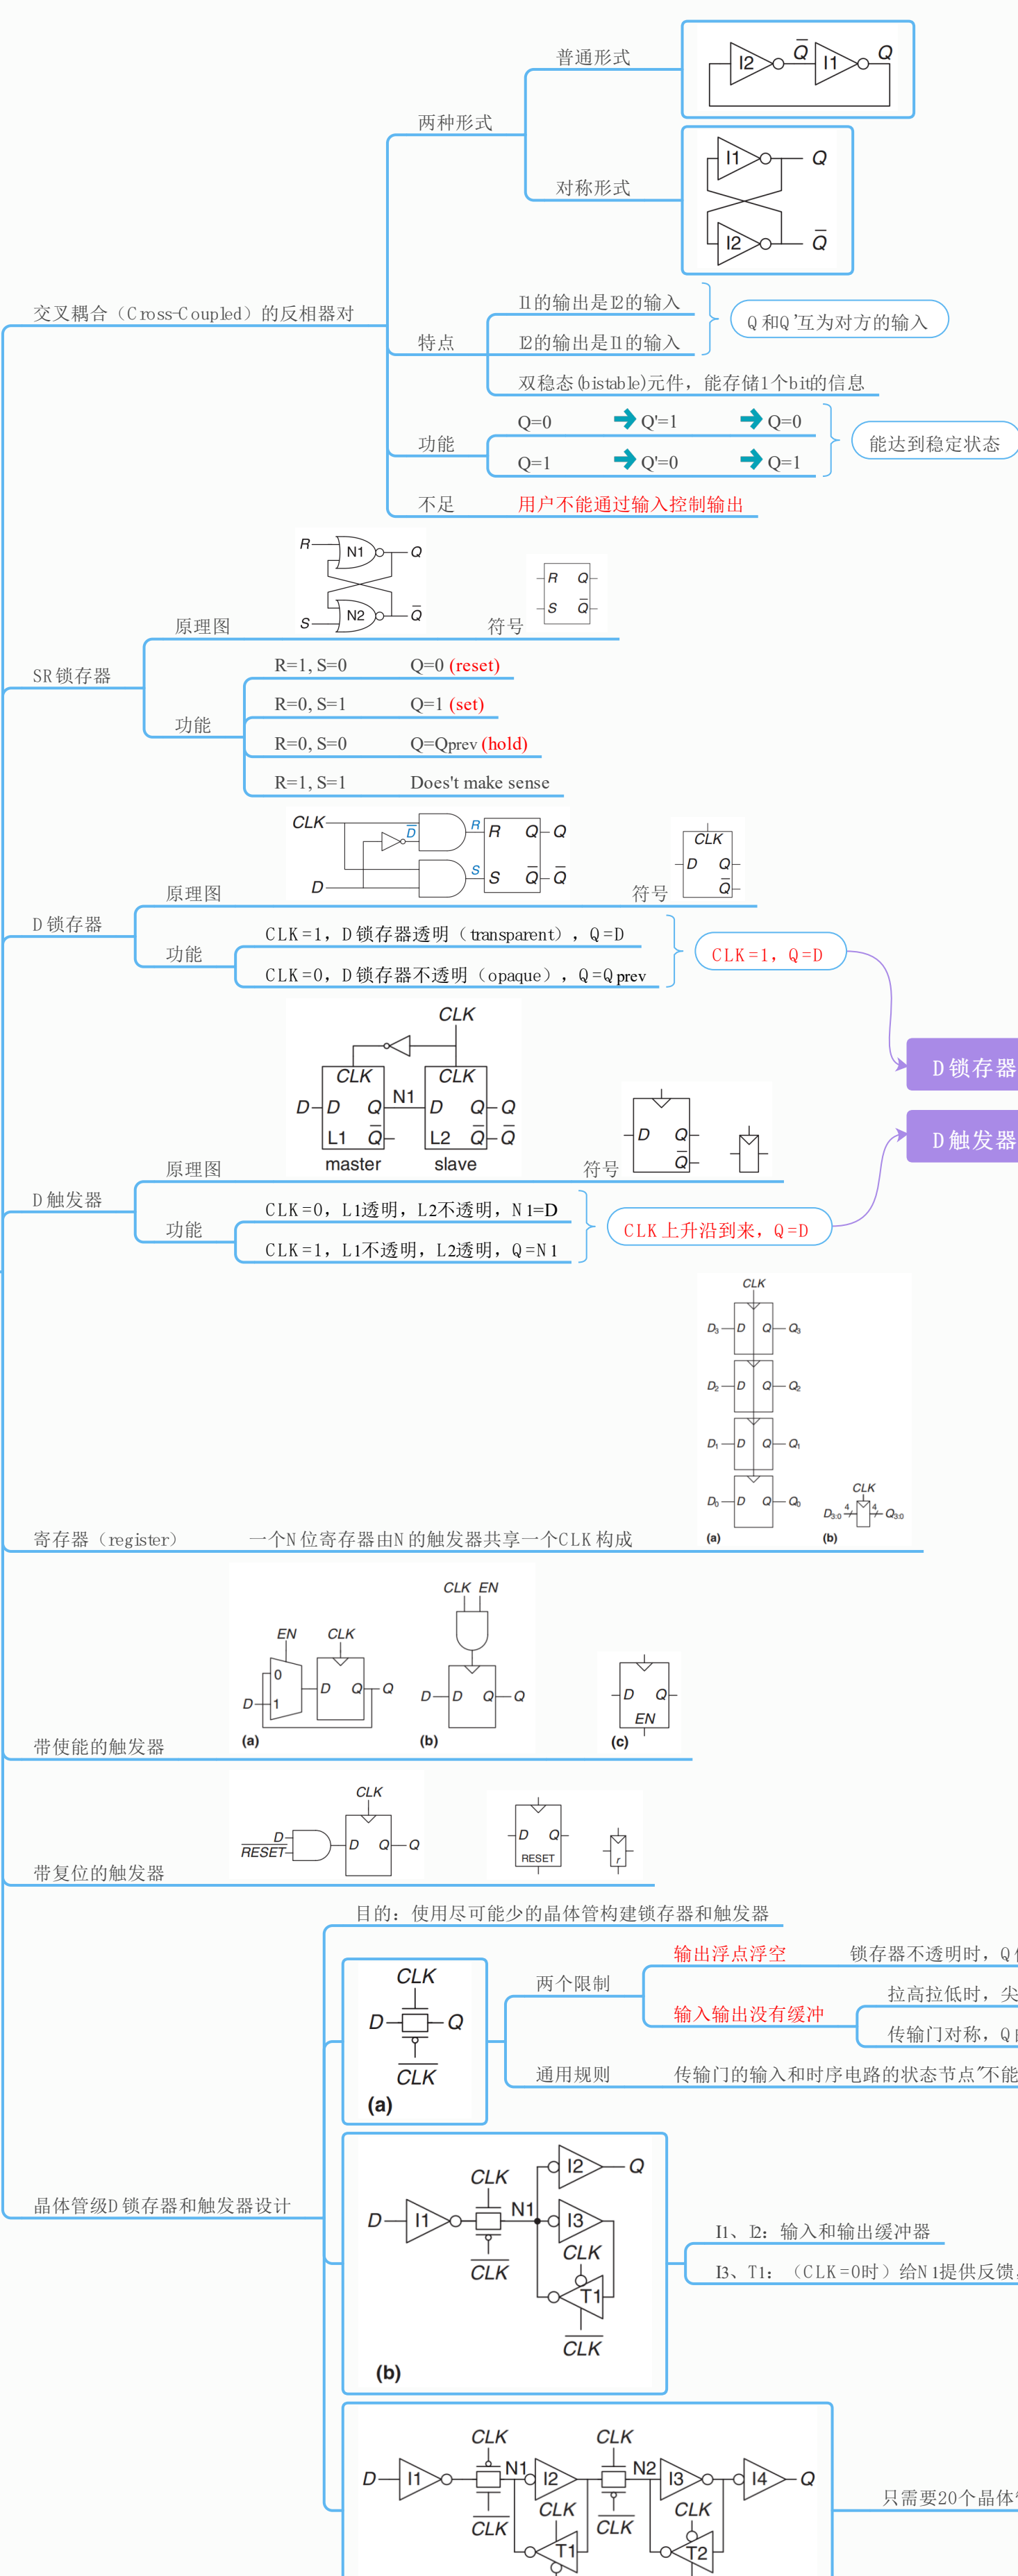 普通形式
I2
Q
I1
Q
两种形式
对称形式
I1
Q
I2
Q
交叉耦合（Cross-Coupled）的反相器对
特点
I1的输出是I2的输入
I2的输出是I1的输入
Q和Q'互为对方的输入
双稳态(bistable)元件，能存储1个bit的信息
功能
Q=0 Q'=1 Q=0
Q=1 Q'=0 Q=1
能达到稳定状态
不足 用户不能通过输入控制输出
SR锁存器
原理图
R N1 Q
S N2 Q
符号
R Q
S Q
功能
R=1, S=0 Q=0 (reset)
R=0, S=1 Q=1 (set)
R=0, S=0 Q=Qprev (hold)
R=1, S=1 Does't make sense
D锁存器
原理图
CLK D R R Q Q
D S S Q Q
符号
CLK
D Q
Q
功能
CLK=1，D锁存器透明（transparent），Q=D
CLK=0，D锁存器不透明（opaque），Q=Qprev
CLK=1，Q=D
D锁存器
D触发器
D触发器
原理图
CLK
CLK CLK
D D Q N1 D Q Q
L1 Q L2 Q Q
master slave
符号
D Q
Q
功能
CLK=0，L1透明，L2不透明，N1=D
CLK=1，L1不透明，L2透明，Q=N1
CLK上升沿到来，Q=D
寄存器（register） 一个N位寄存器由N的触发器共享一个CLK构成
CLK
D3 D Q Q3
D2 D Q Q2
D1 D Q Q1
D0 D Q Q0
(a)
CLK
D3:0 4 4 Q3:0
(b)
带使能的触发器
EN CLK
0
D 1 D Q Q
(a)
CLK EN
D D Q Q
(b)
D Q
EN
(c)
带复位的触发器
CLK
D
RESET D Q Q
D Q
RESET
r
晶体管级D锁存器和触发器设计
目的：使用尽可能少的晶体管构建锁存器和触发器
CLK
D Q
CLK
(a)
两个限制
输出浮点浮空 锁存器不透明时，Q
输入输出没有缓冲
拉高拉低时，尖
传输门对称，Q
通用规则 传输门的输入和时序电路的状态节点"不能
I2 Q
CLK
D I1 N1 I3
CLK
CLK
T1
CLK
(b)
I1、I2：输入和输出缓冲器
I3、T1：（CLK=0时）给N1提供反馈，
CLK CLK
D I1 N1 I2 N2 I3 I4 Q
CLK CLK CLK CLK
T1 T2
只需要20个晶体